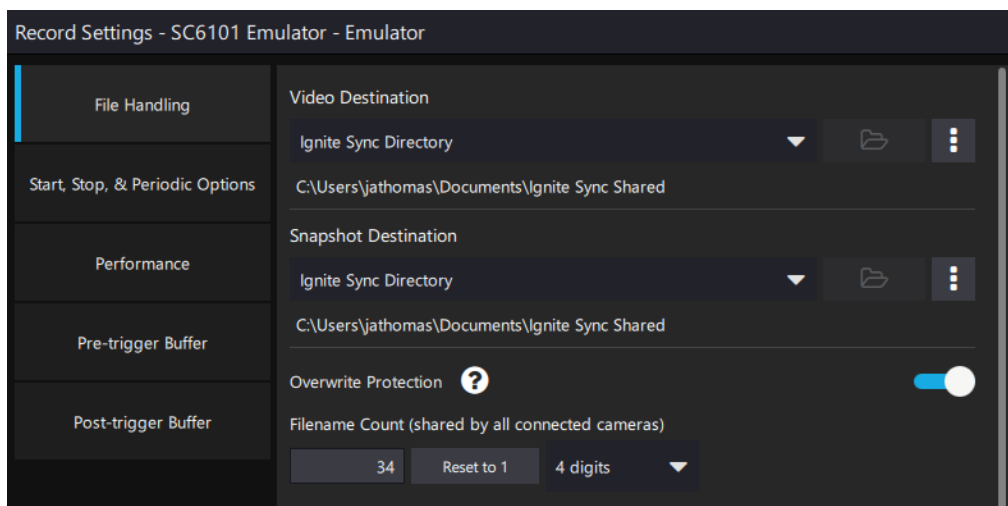 Record Settings - SC6101 Emulator - Emulator
File Handling
Start, Stop, & Periodic Options
Performance
Pre-trigger Buffer
Post-trigger Buffer
Video Destination
Ignite Sync Directory
C:\Users\jathomas\Documents\Ignite Sync Shared
Snapshot Destination
Ignite Sync Directory
C:\Users\jathomas\Documents\Ignite Sync Shared
Overwrite Protection ?
Filename Count (shared by all connected cameras)
34 Reset to 1 4 digits